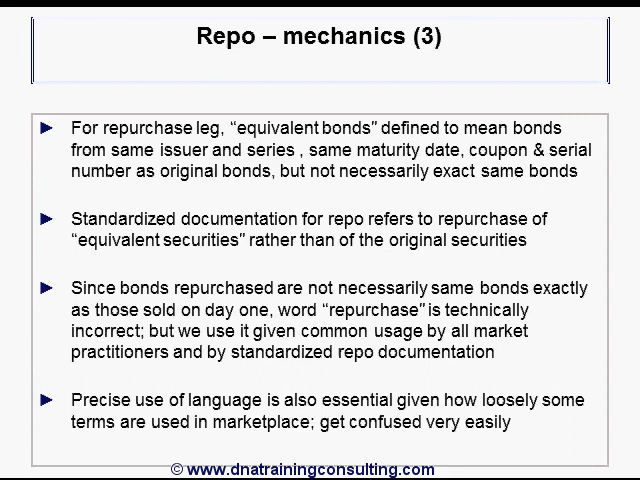 Repo – mechanics (3)
► For repurchase leg, “equivalent bonds” defined to mean bonds
from same issuer and series , same maturity date, coupon & serial
number as original bonds, but not necessarily exact same bonds
► Standardized documentation for repo refers to repurchase of
“equivalent securities” rather than of the original securities
► Since bonds repurchased are not necessarily same bonds exactly
as those sold on day one, word “repurchase” is technically
incorrect; but we use it given common usage by all market
practitioners and by standardized repo documentation
► Precise use of language is also essential given how loosely some
terms are used in marketplace; get confused very easily
© www.dnatrainingconsulting.com